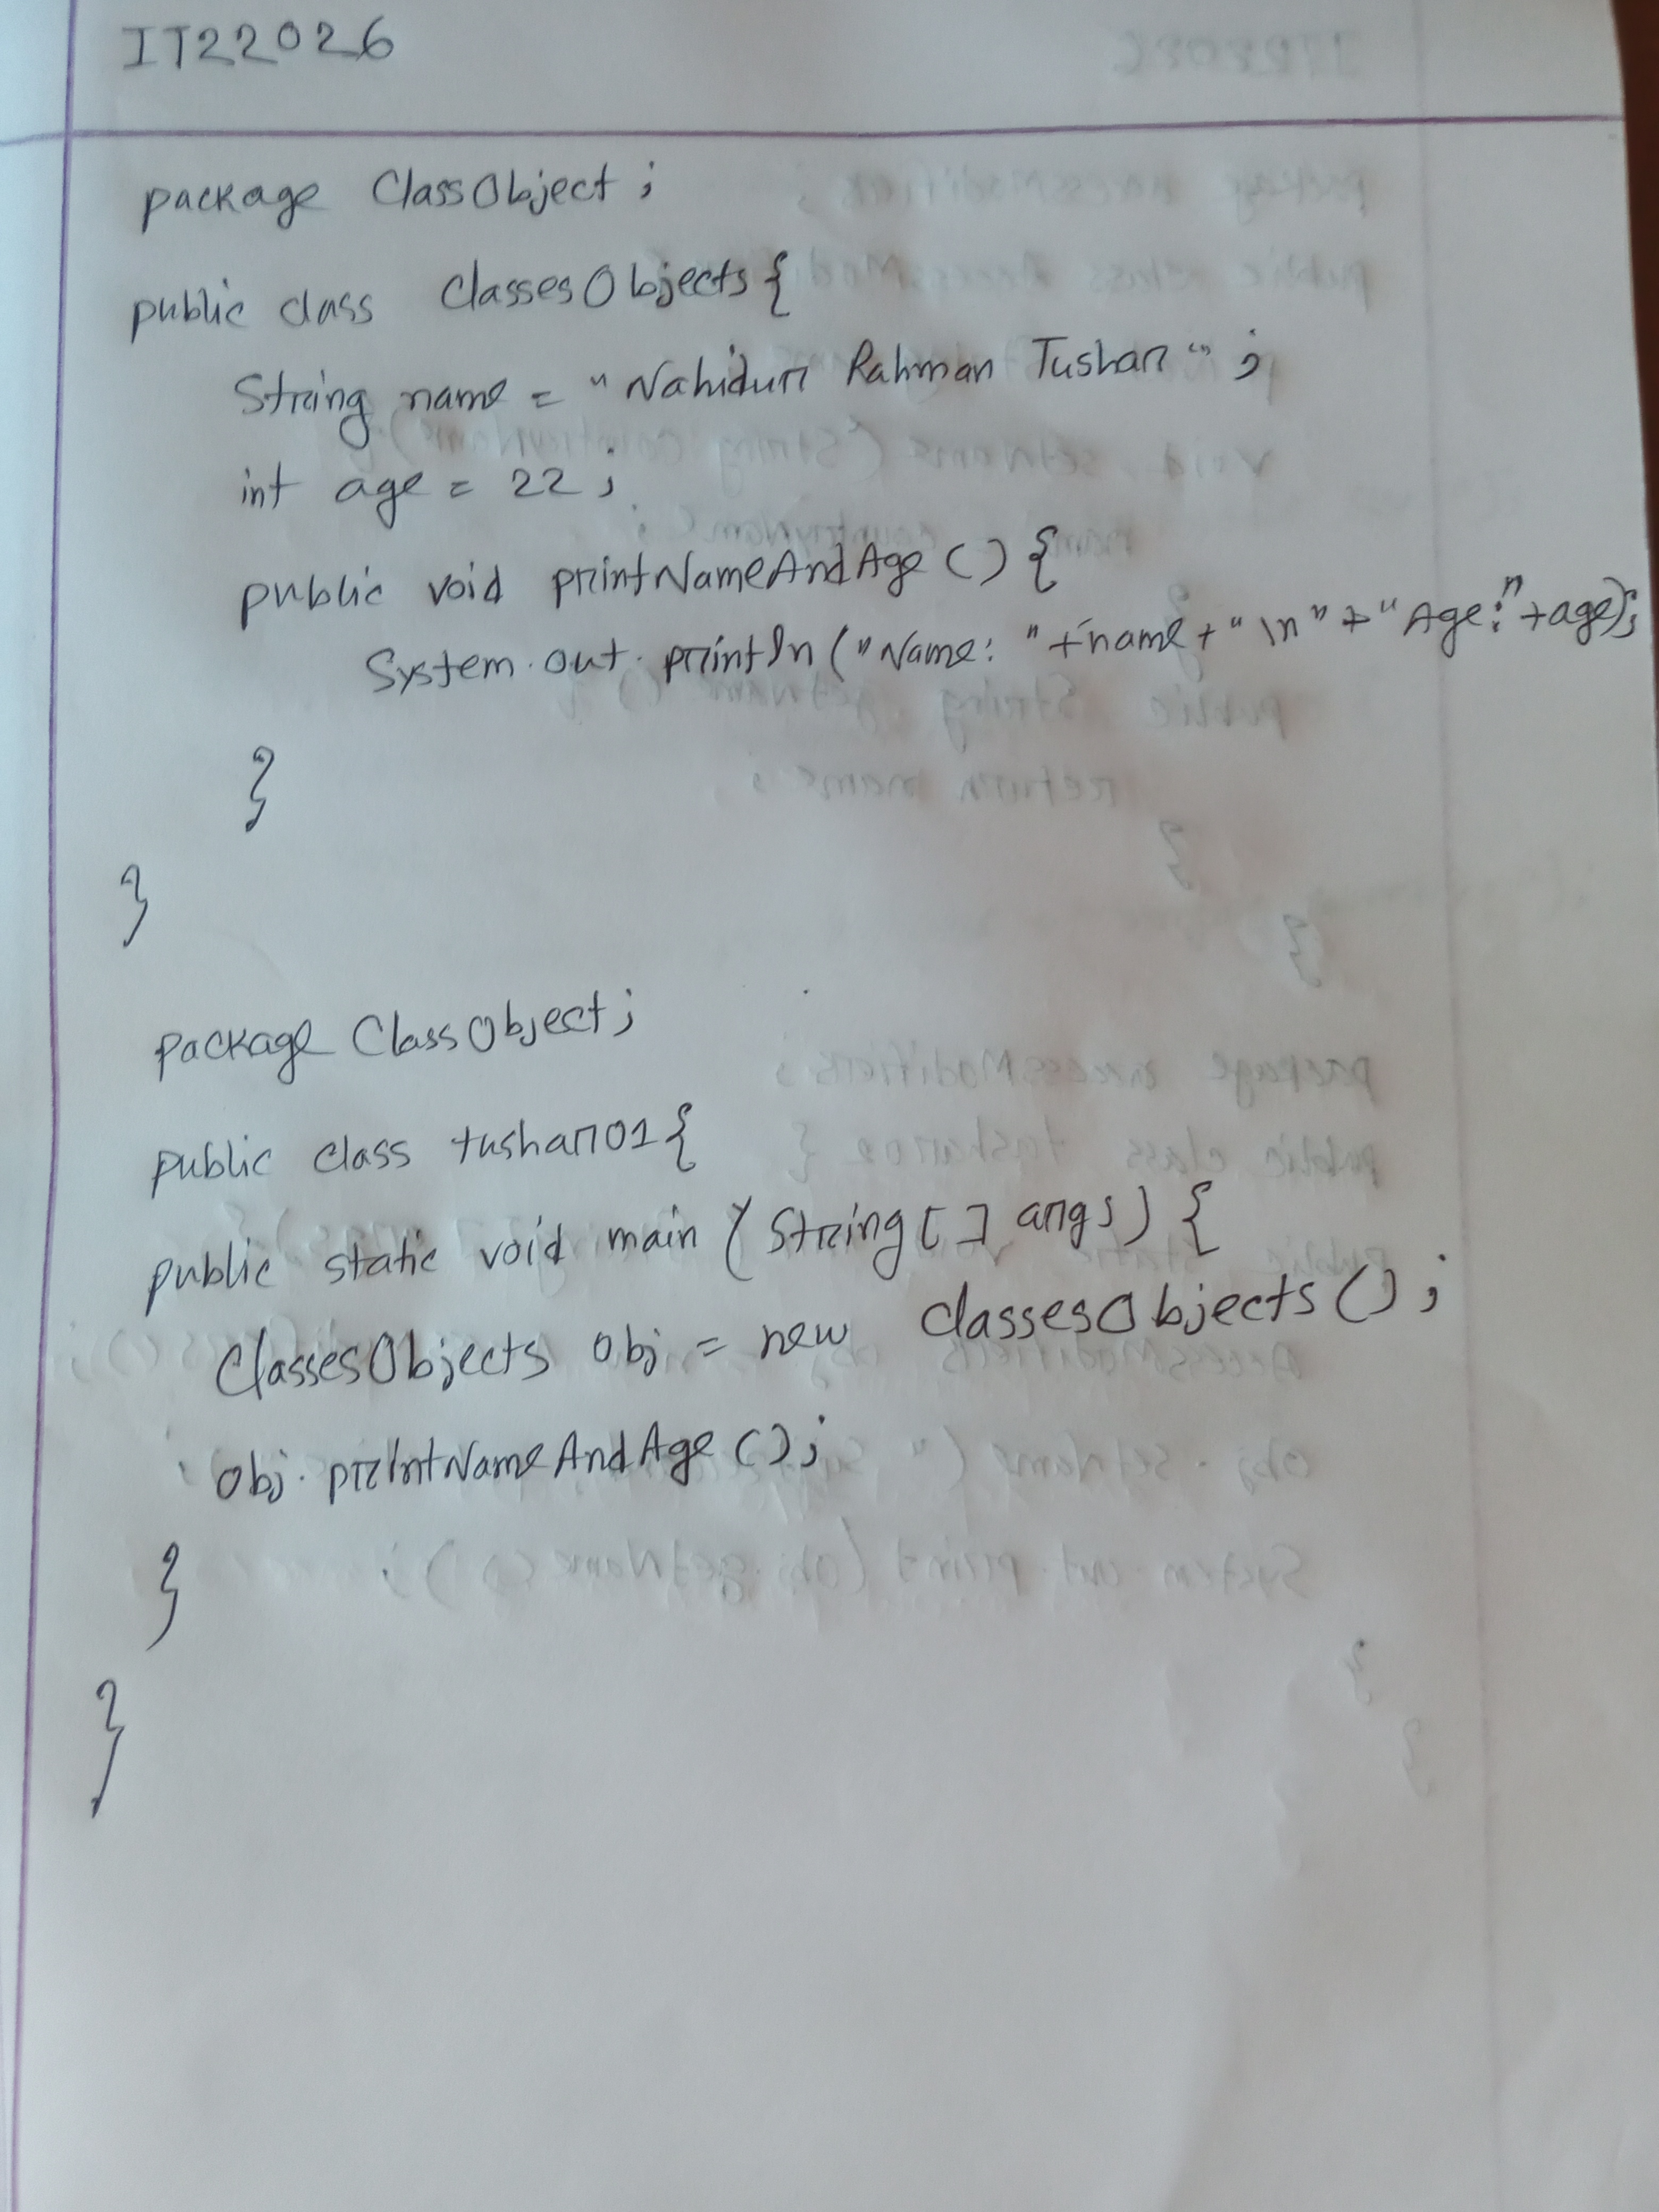 IT22026
package ClassObject;
public class ClassesObjects{
String name = "Nahidur Rahman Tushar";
int age = 22;
public void printNameAndAge(){
System.out.println("Name: "+name+"\n"+"Age:"+age);
}
}
package ClassObject;
public class tushar01{
public static void main(String[] args){
ClassesObjects obj = new ClassesObjects();
obj.printNameAndAge();
}
}